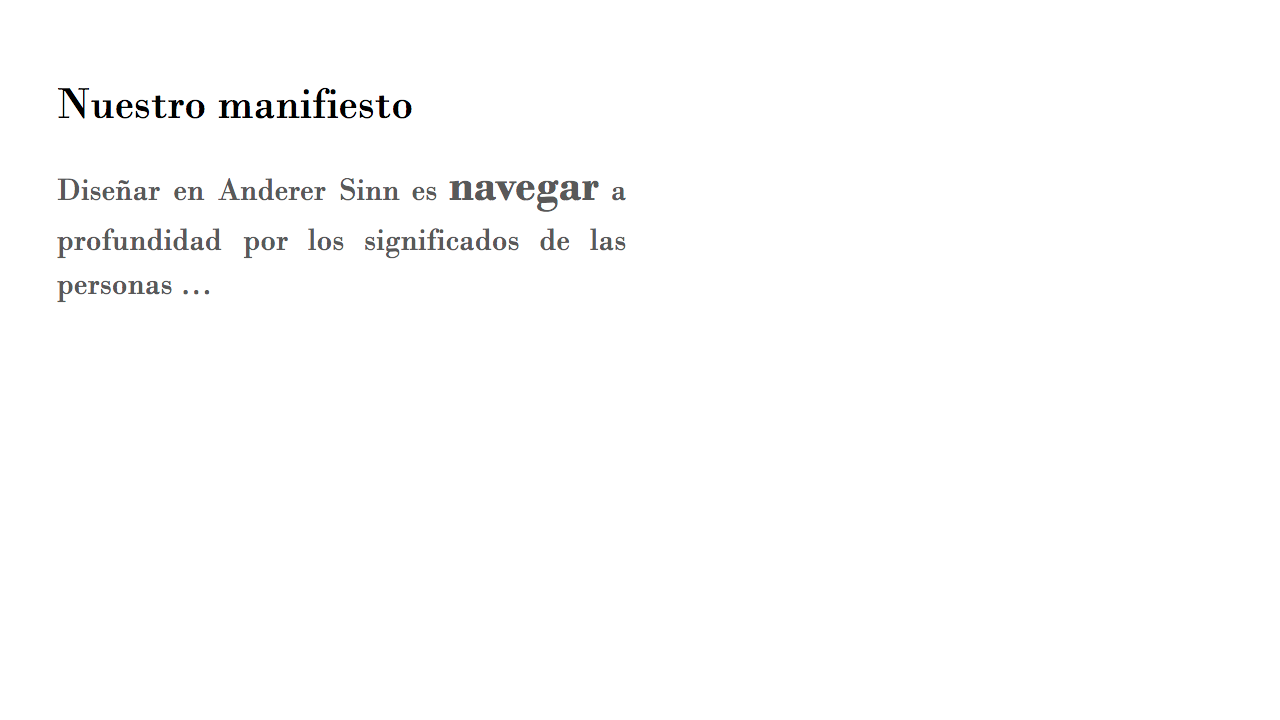 Nuestro manifiesto
Diseñar en Anderer Sinn es navegar a
profundidad por los significados de las
personas …